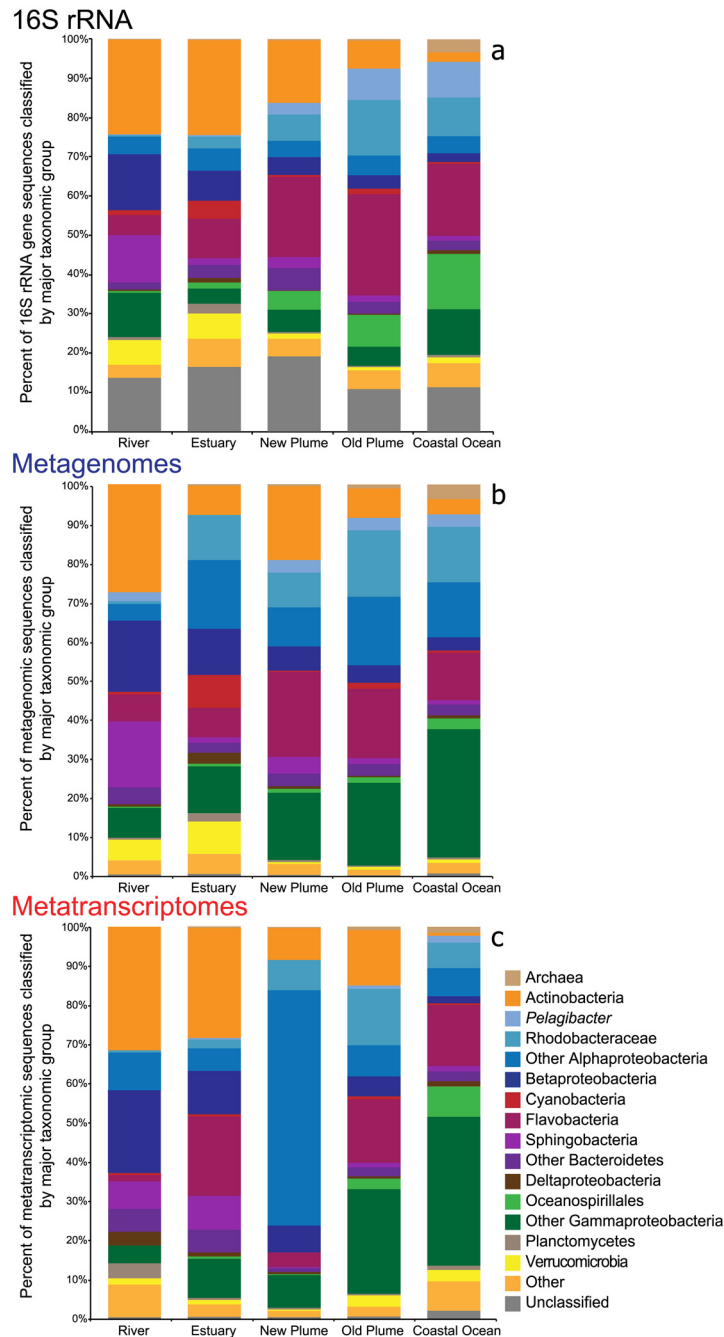 16S rRNA
a
Percent of 16S rRNA gene sequences classified
by major taxonomic group
100%
90%
80%
70%
60%
50%
40%
30%
20%
10%
0%
River Estuary New Plume Old Plume Coastal Ocean
Metagenomes
b
Percent of metagenomic sequences classified
by major taxonomic group
100%
90%
80%
70%
60%
50%
40%
30%
20%
10%
0%
River Estuary New Plume Old Plume Coastal Ocean
Metatranscriptomes
c
Percent of metatranscriptomic sequences classified
by major taxonomic group
100%
90%
80%
70%
60%
50%
40%
30%
20%
10%
0%
River Estuary New Plume Old Plume Coastal Ocean
Archaea
Actinobacteria
Pelagibacter
Rhodobacteraceae
Other Alphaproteobacteria
Betaproteobacteria
Cyanobacteria
Flavobacteria
Sphingobacteria
Other Bacteroidetes
Deltaproteobacteria
Oceanospirillales
Other Gammaproteobacteria
Planctomycetes
Verrucomicrobia
Other
Unclassified